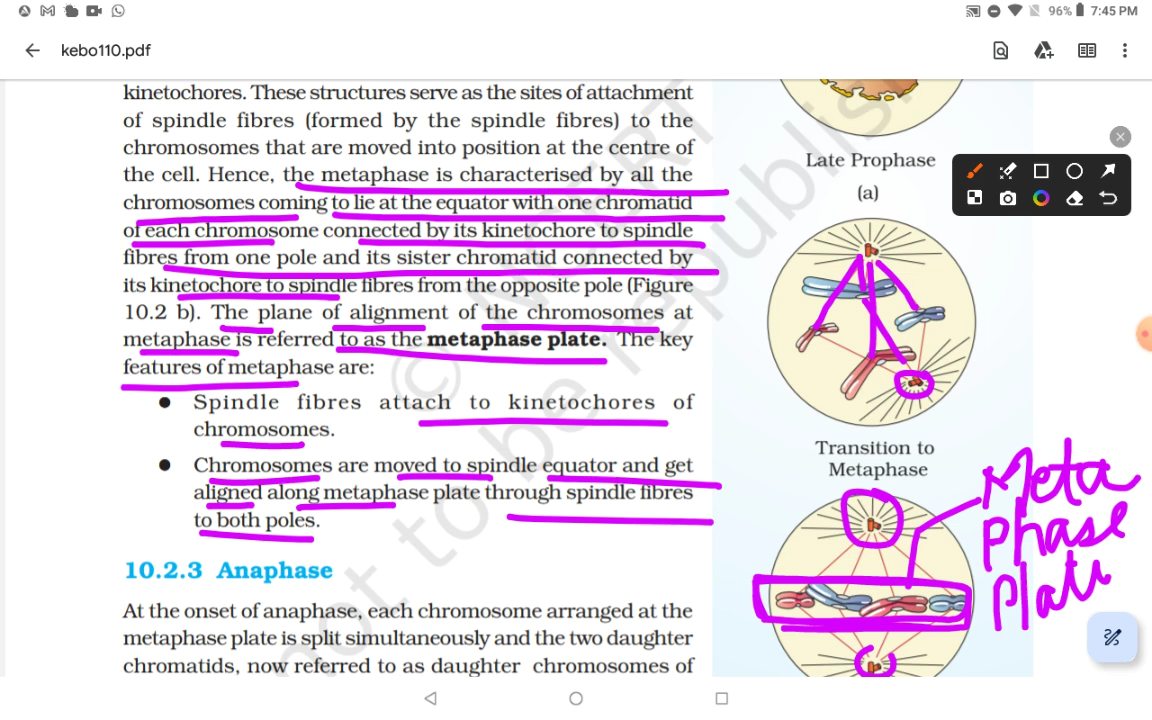 96% 7:45 PM
kebo110.pdf
kinetochores. These structures serve as the sites of attachment
of spindle fibres (formed by the spindle fibres) to the
chromosomes that are moved into position at the centre of
the cell. Hence, the metaphase is characterised by all the
chromosomes coming to lie at the equator with one chromatid
of each chromosome connected by its kinetochore to spindle
fibres from one pole and its sister chromatid connected by
its kinetochore to spindle fibres from the opposite pole (Figure
10.2 b). The plane of alignment of the chromosomes at
metaphase is referred to as the metaphase plate. The key
features of metaphase are:
● Spindle fibres attach to kinetochores of
chromosomes.
● Chromosomes are moved to spindle equator and get
aligned along metaphase plate through spindle fibres
to both poles.
10.2.3 Anaphase
At the onset of anaphase, each chromosome arranged at the
metaphase plate is split simultaneously and the two daughter
chromatids, now referred to as daughter chromosomes of
© NCERT
not to be republis
Late Prophase
(a)
Transition to
Metaphase
Meta
Phase
Plate